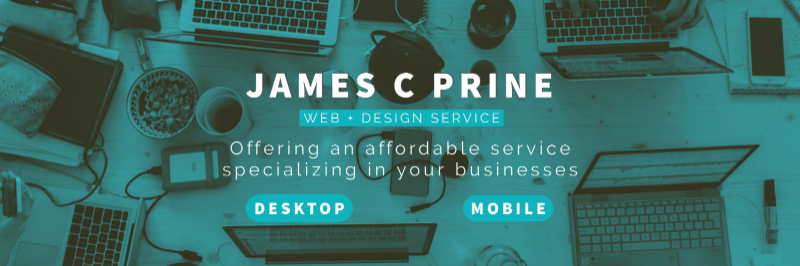 JAMES C PRINE
WEB + DESIGN SERVICE
Offering an affordable service
specializing in your businesses
DESKTOP
MOBILE